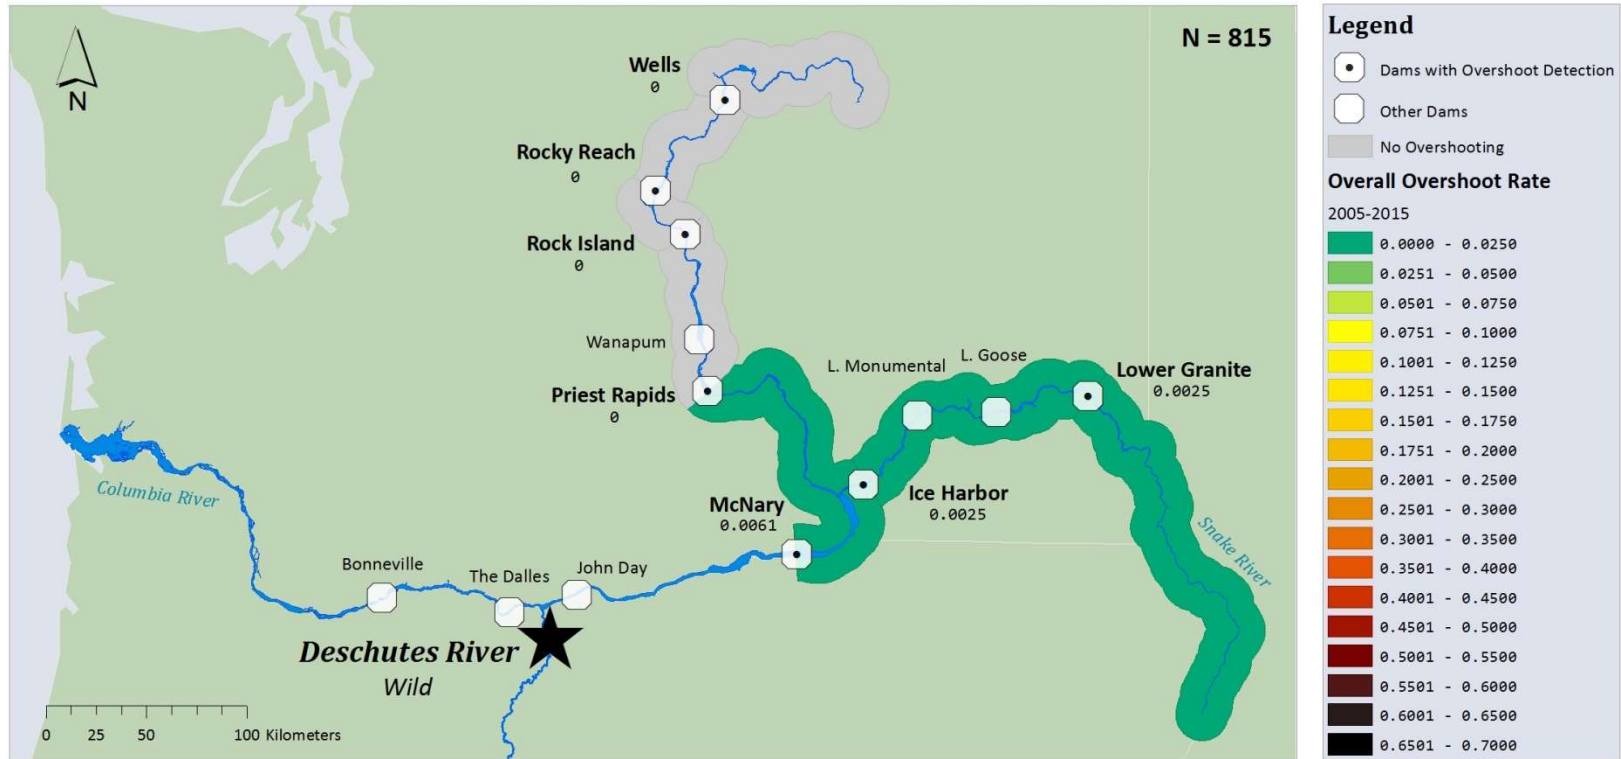 N
N = 815
Wells
0
Rocky Reach
0
Rock Island
0
Wanapum
Priest Rapids
0
L. Monumental
L. Goose
Lower Granite
0.0025
Ice Harbor
0.0025
McNary
0.0061
Columbia River
Snake River
Bonneville
The Dalles
John Day
Deschutes River
Wild
0 25 50 100 Kilometers
Legend
Dams with Overshoot Detection
Other Dams
No Overshooting
Overall Overshoot Rate
2005-2015
0.0000 - 0.0250
0.0251 - 0.0500
0.0501 - 0.0750
0.0751 - 0.1000
0.1001 - 0.1250
0.1251 - 0.1500
0.1501 - 0.1750
0.1751 - 0.2000
0.2001 - 0.2500
0.2501 - 0.3000
0.3001 - 0.3500
0.3501 - 0.4000
0.4001 - 0.4500
0.4501 - 0.5000
0.5001 - 0.5500
0.5501 - 0.6000
0.6001 - 0.6500
0.6501 - 0.7000